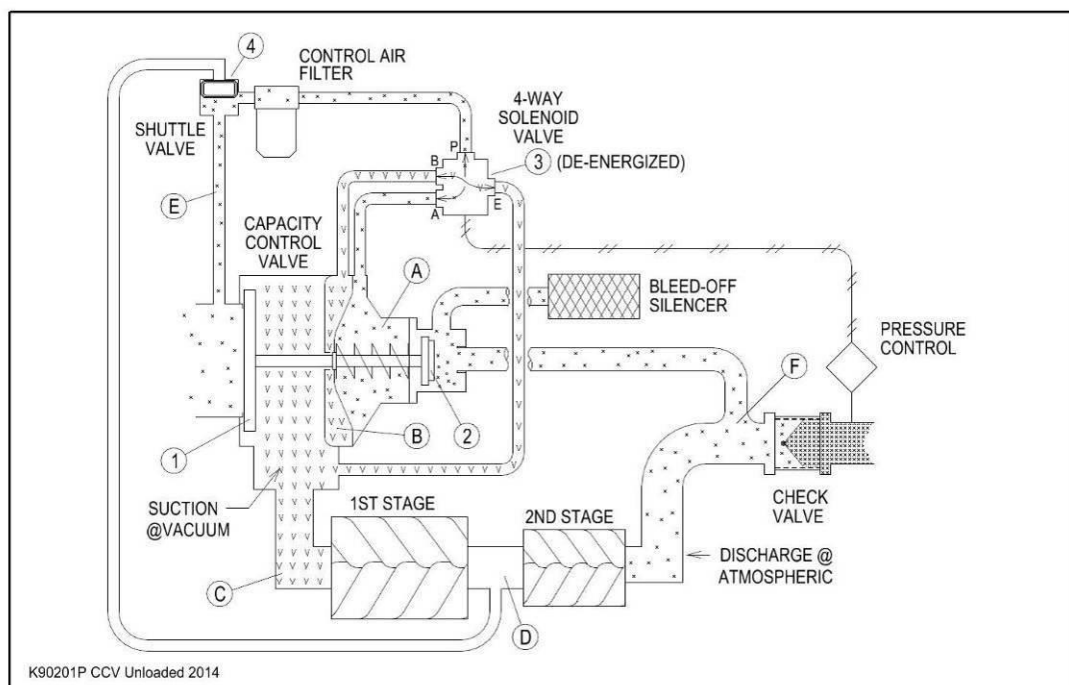 4
CONTROL AIR
FILTER
4-WAY
SOLENOID
VALVE
SHUTTLE
VALVE
P
B
3 (DE-ENERGIZED)
E
A
E
CAPACITY
CONTROL
VALVE
A
BLEED-OFF
SILENCER
PRESSURE
CONTROL
F
B
2
1
SUCTION
@VACUUM
1ST STAGE
2ND STAGE
CHECK
VALVE
DISCHARGE @
ATMOSPHERIC
C
D
K90201P CCV Unloaded 2014